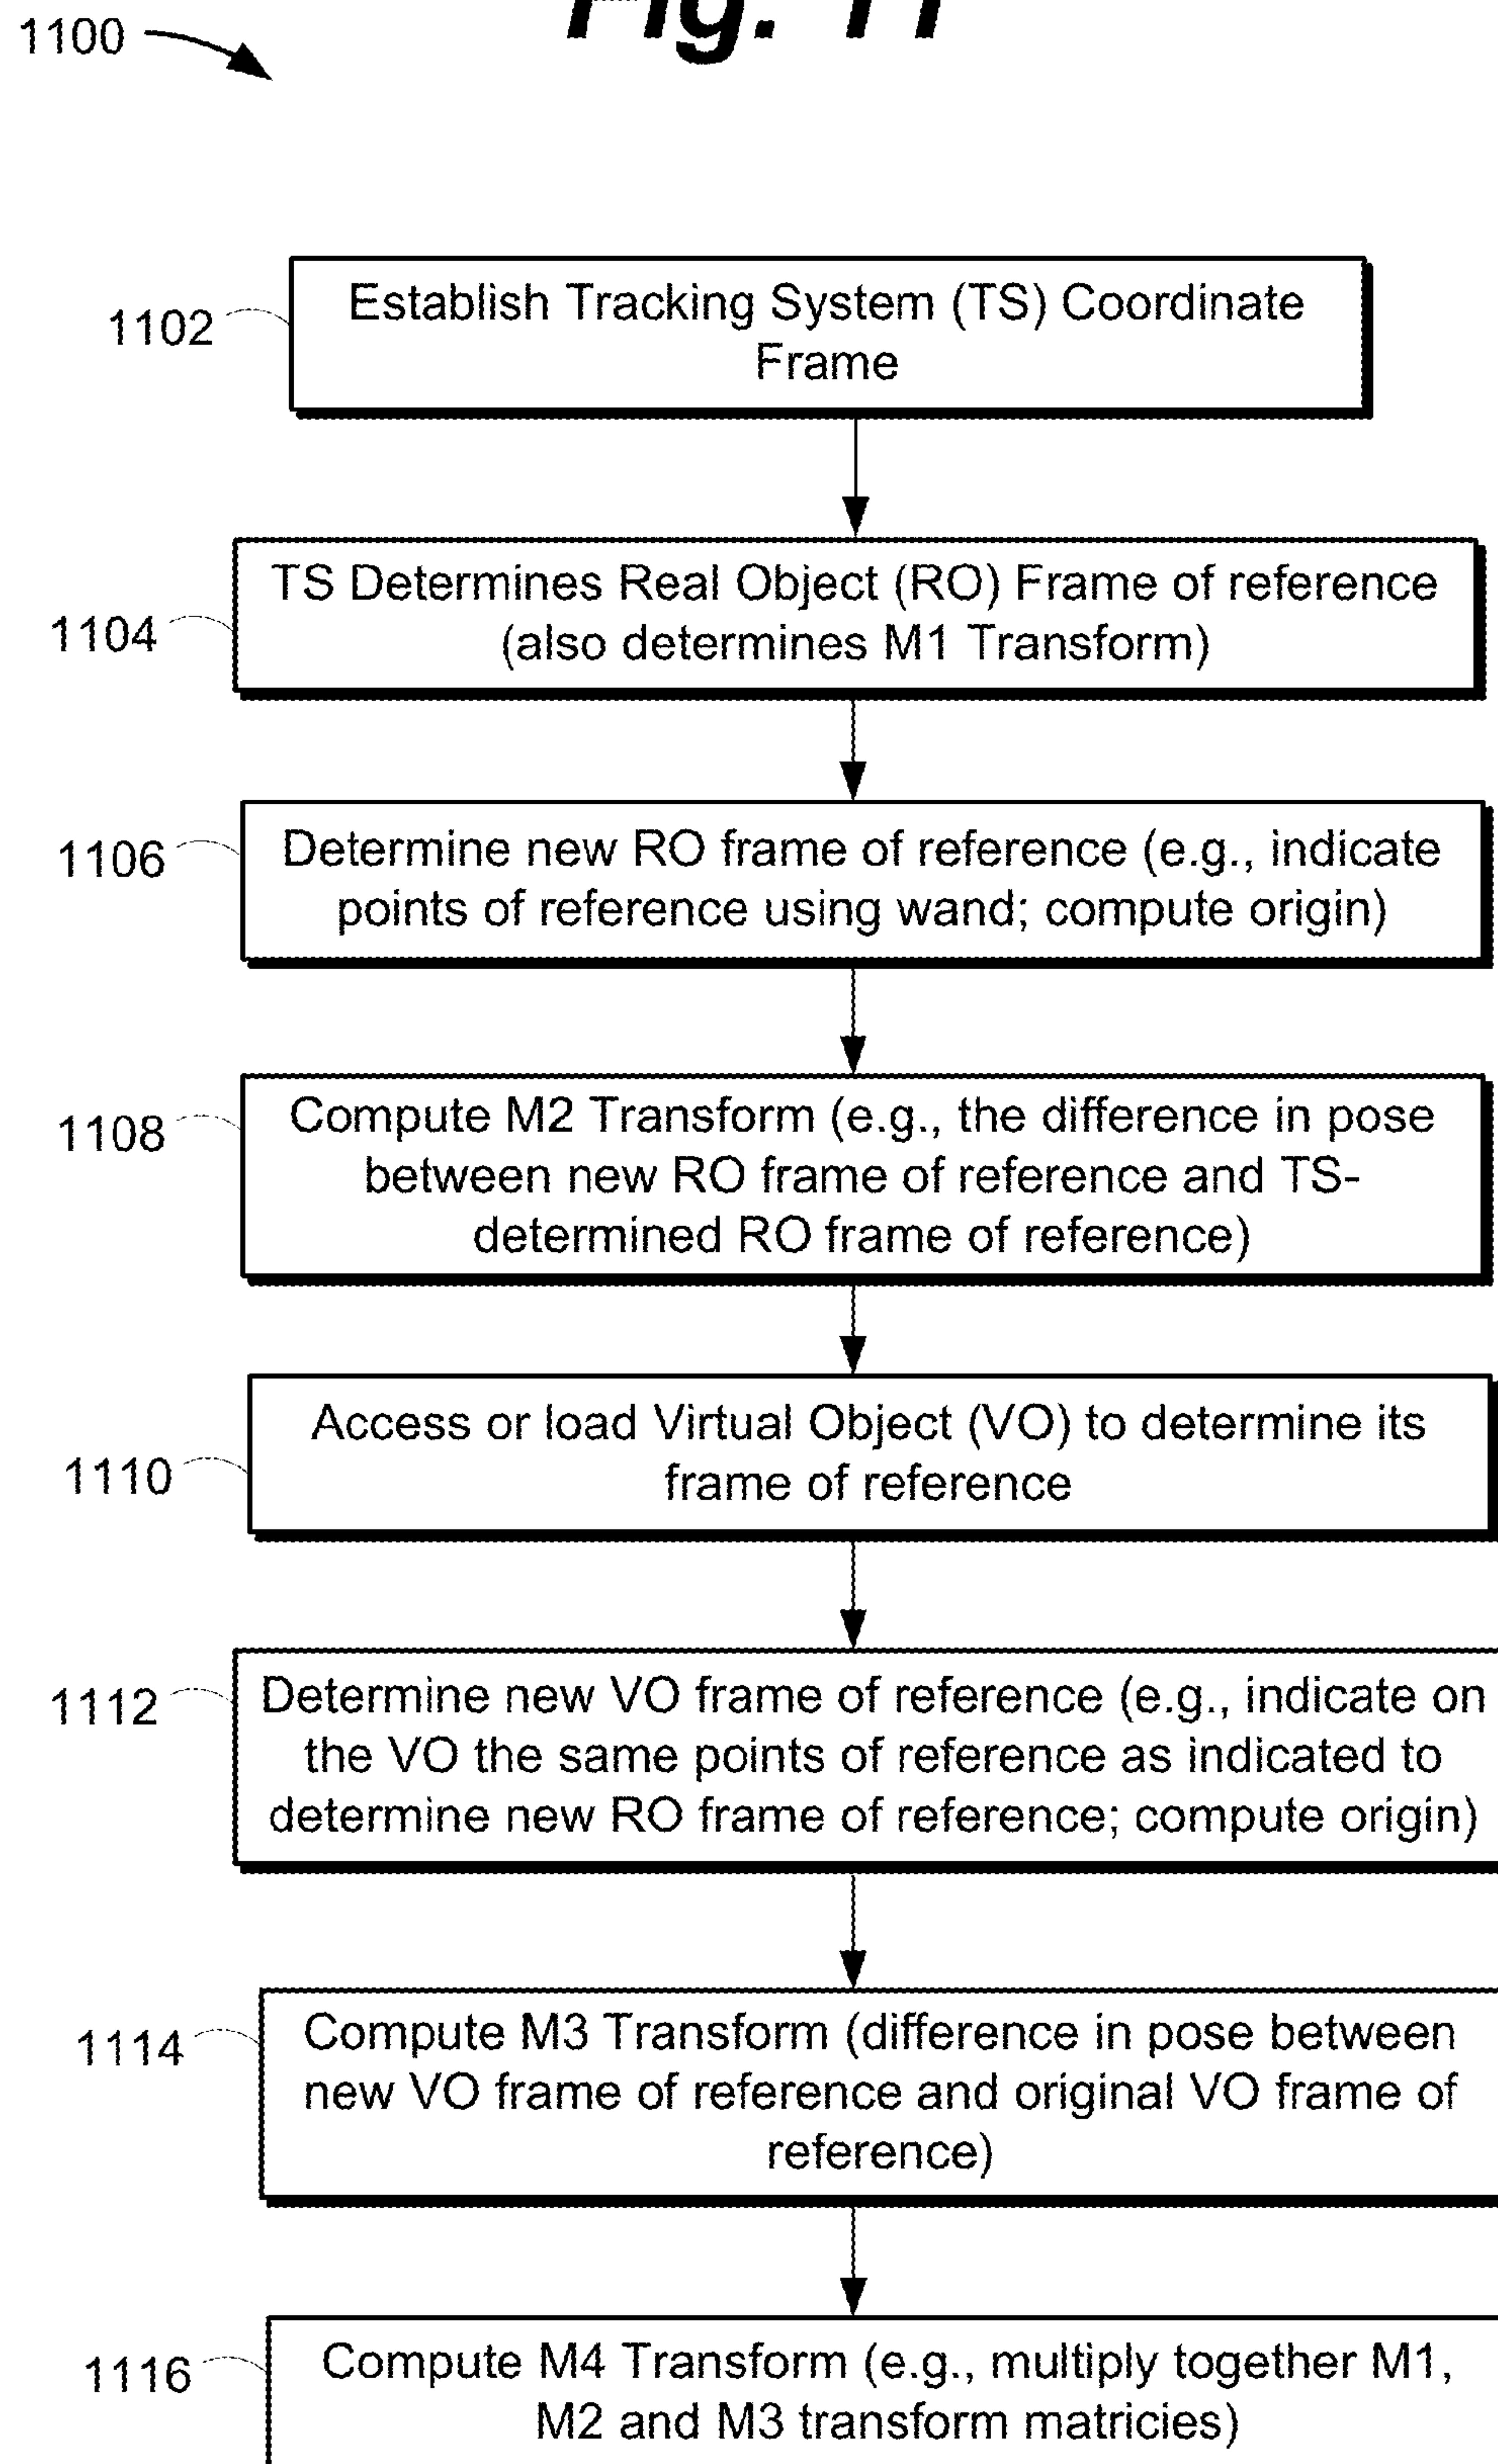 Fig. 11
1100
1102
Establish Tracking System (TS) Coordinate
Frame
1104
TS Determines Real Object (RO) Frame of reference
(also determines M1 Transform)
1106
Determine new RO frame of reference (e.g., indicate
points of reference using wand; compute origin)
1108
Compute M2 Transform (e.g., the difference in pose
between new RO frame of reference and TS-
determined RO frame of reference)
1110
Access or load Virtual Object (VO) to determine its
frame of reference
1112
Determine new VO frame of reference (e.g., indicate on
the VO the same points of reference as indicated to
determine new RO frame of reference; compute origin)
1114
Compute M3 Transform (difference in pose between
new VO frame of reference and original VO frame of
reference)
1116
Compute M4 Transform (e.g., multiply together M1,
M2 and M3 transform matricies)